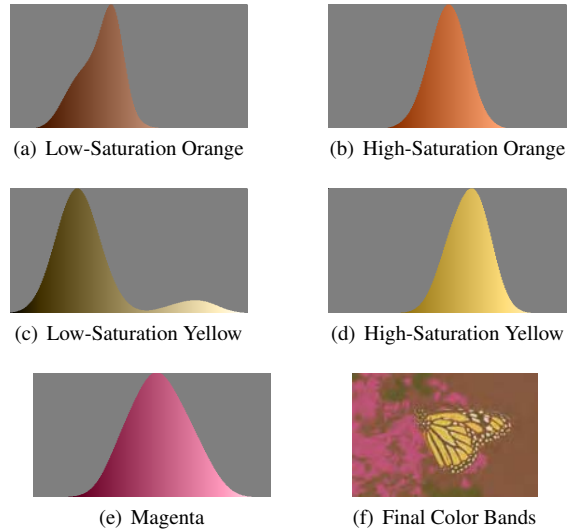 (a) Low-Saturation Orange
(b) High-Saturation Orange
(c) Low-Saturation Yellow
(d) High-Saturation Yellow
(e) Magenta
(f) Final Color Bands